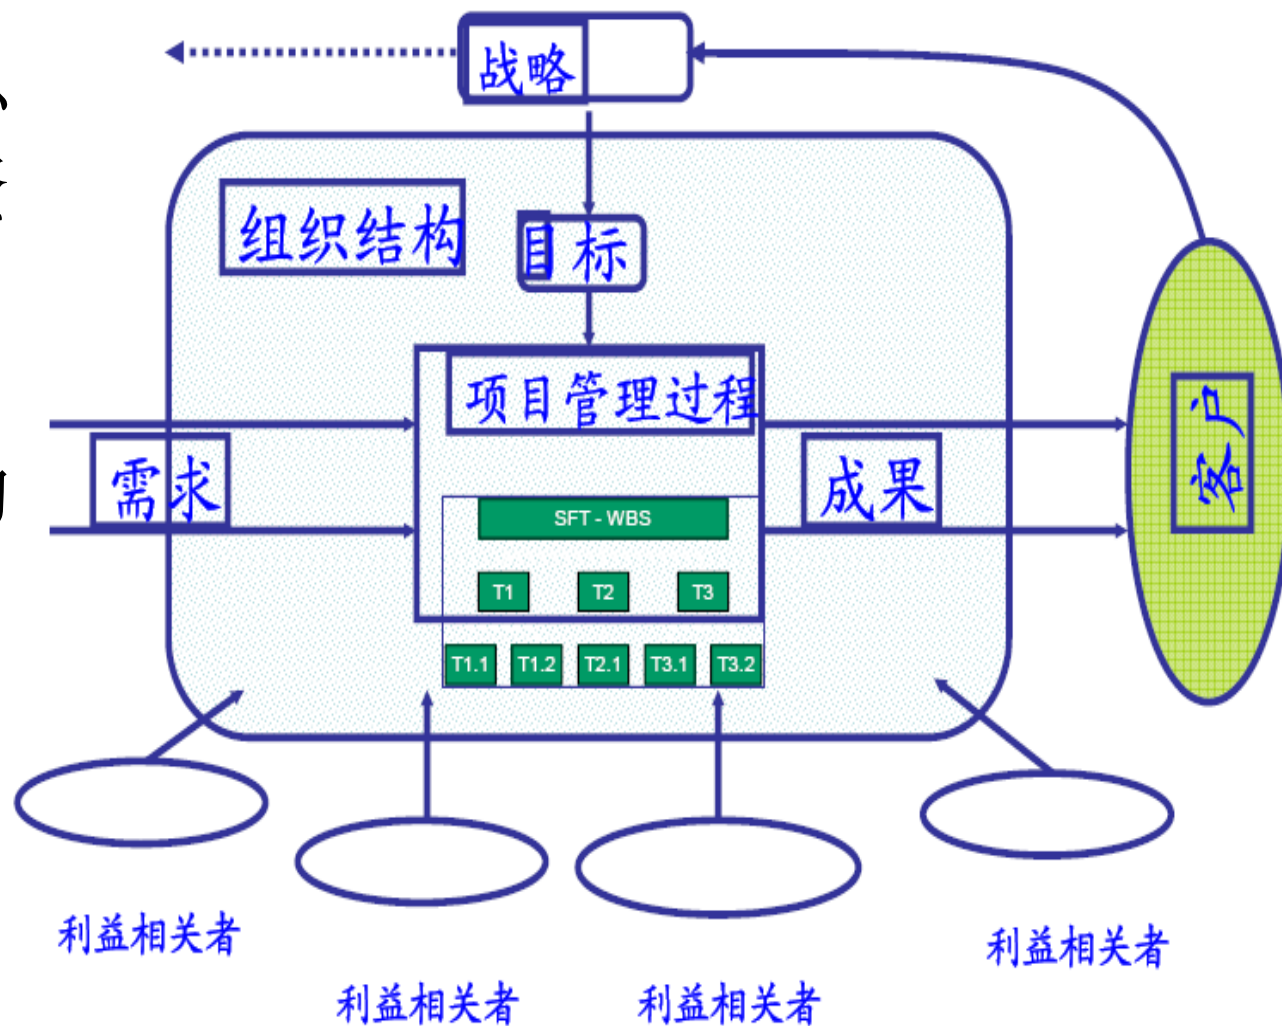 战略
组织结构
目标
项目管理过程
需求
成果
客户
SFT - WBS
T1 T2 T3
T1.1 T1.2 T2.1 T3.1 T3.2
利益相关者
利益相关者
利益相关者
利益相关者